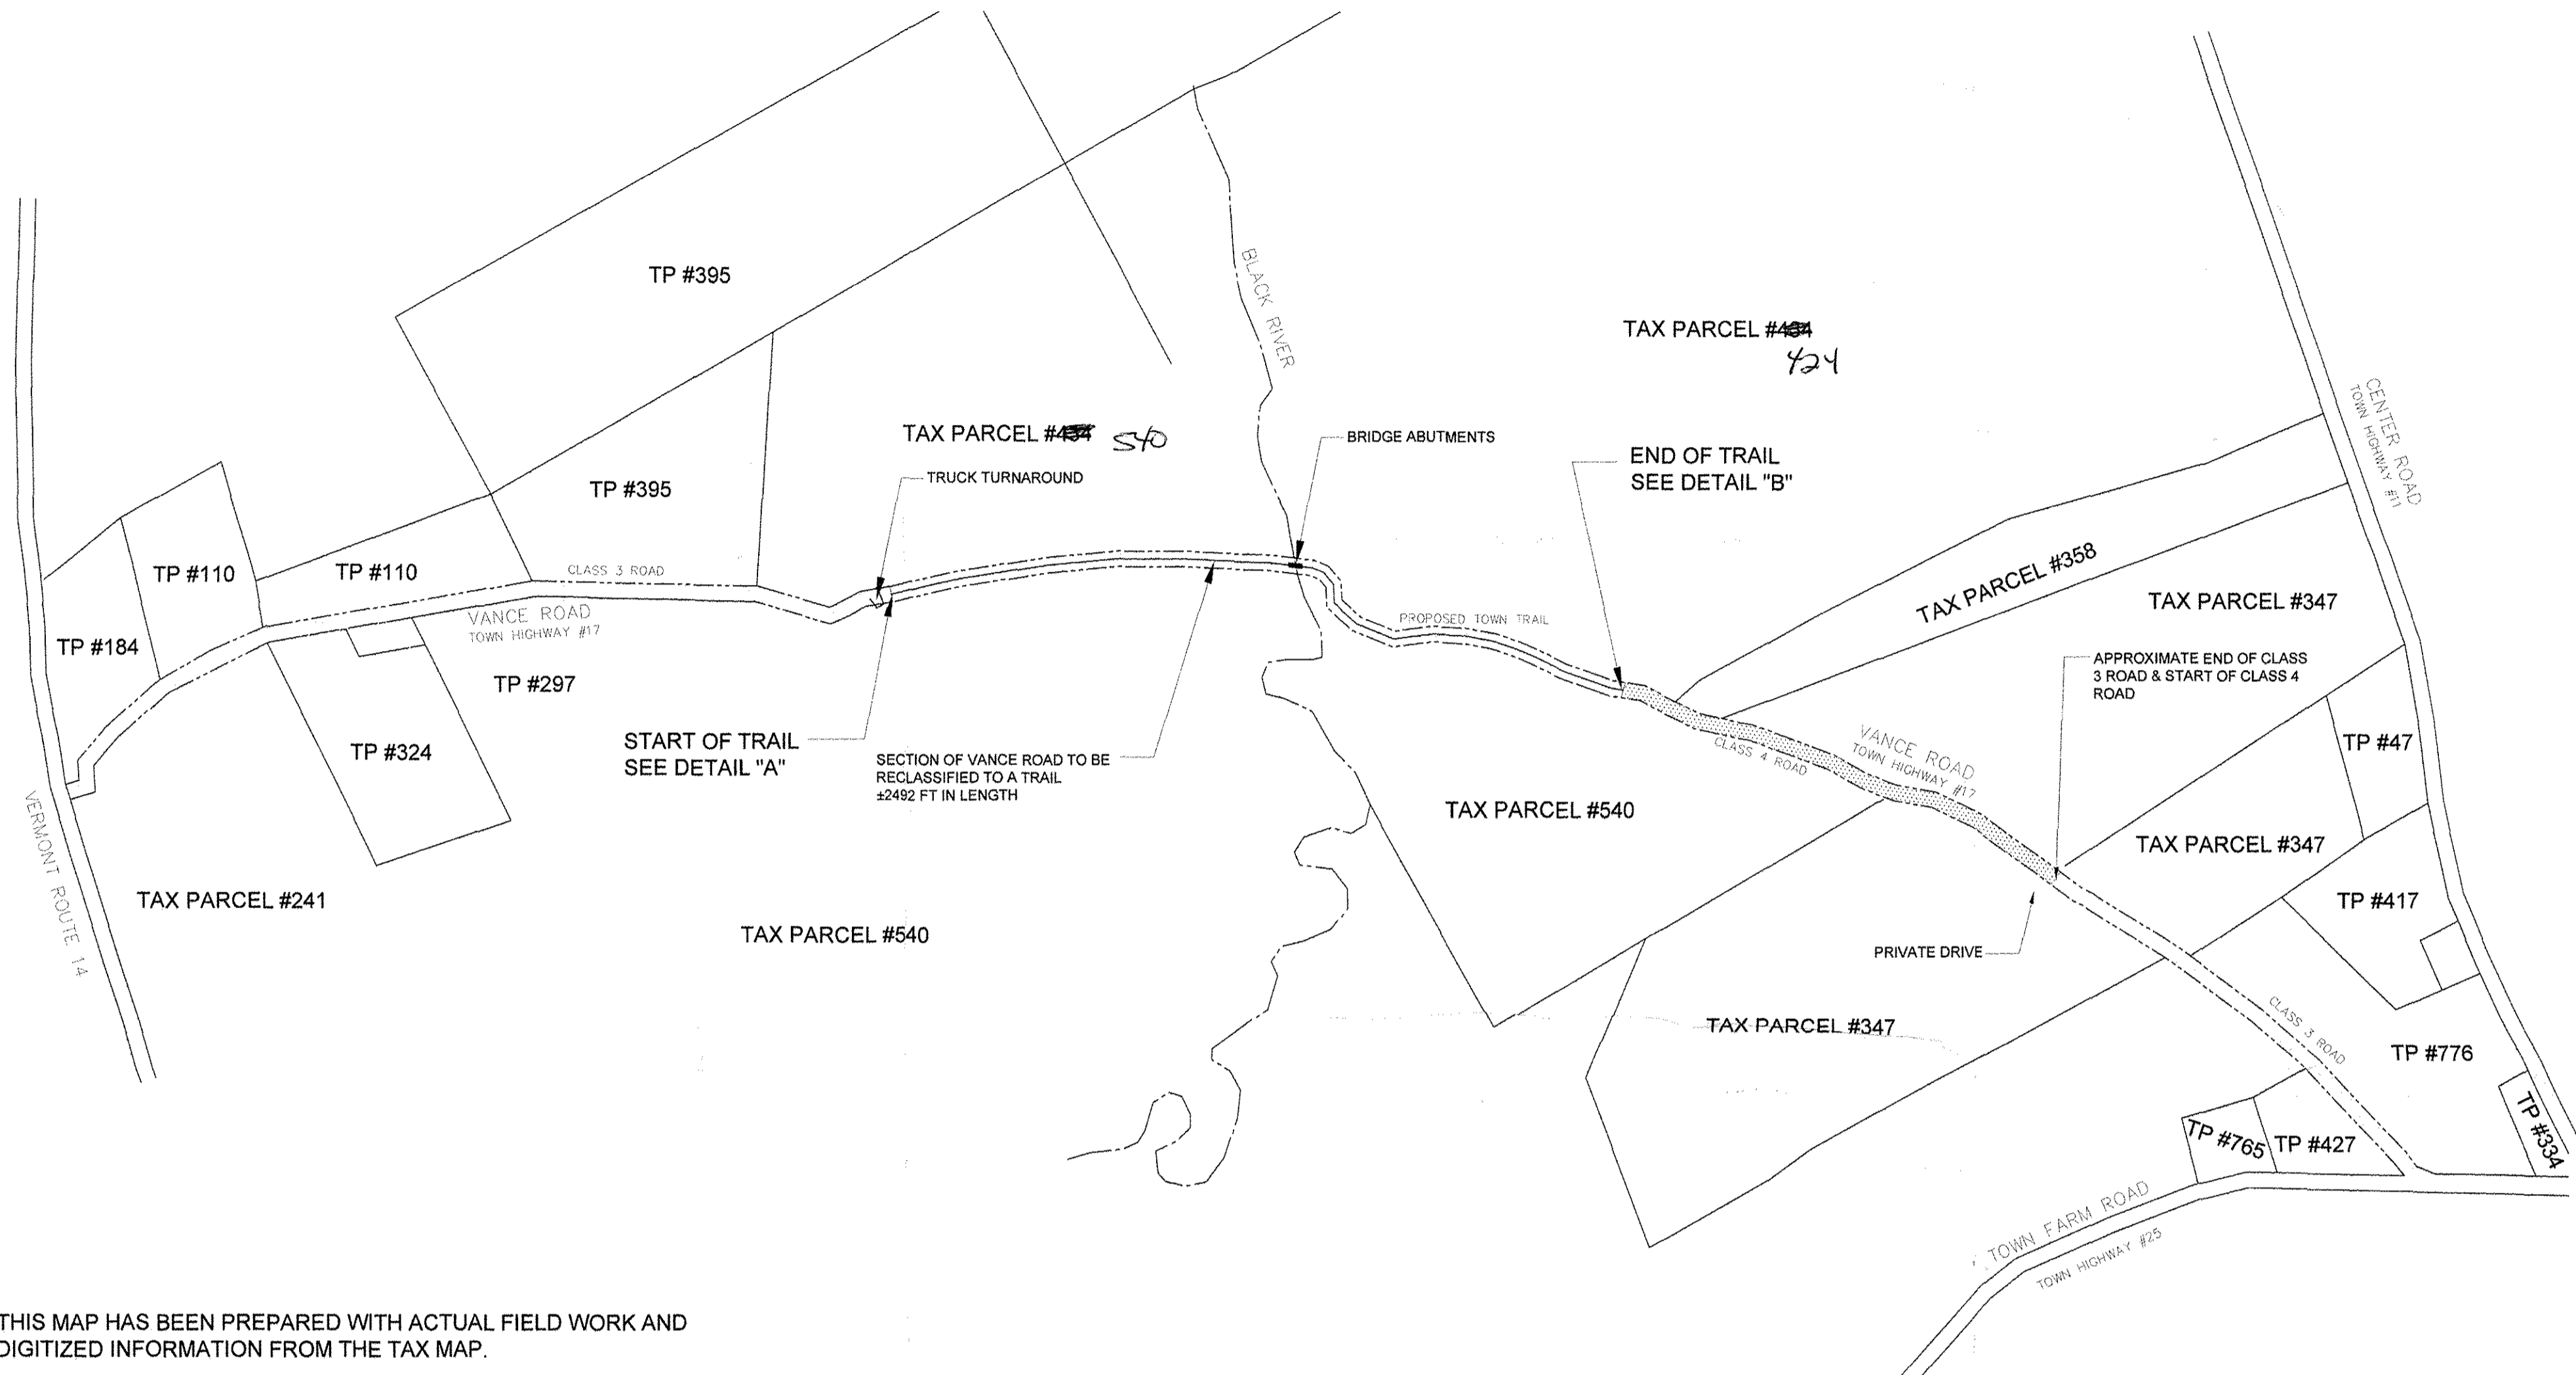 TP #395
TAX PARCEL #434
424
BLACK RIVER
CENTER ROAD
TOWN HIGHWAY #11
TAX PARCEL #434 540
BRIDGE ABUTMENTS
TRUCK TURNAROUND
END OF TRAIL
SEE DETAIL "B"
TP #395
TP #110
TP #110
CLASS 3 ROAD
VANCE ROAD
TOWN HIGHWAY #17
TAX PARCEL #358
TAX PARCEL #347
PROPOSED TOWN TRAIL
TP #184
TP #297
APPROXIMATE END OF CLASS
3 ROAD & START OF CLASS 4
ROAD
TP #324
START OF TRAIL
SEE DETAIL "A"
SECTION OF VANCE ROAD TO BE
RECLASSIFIED TO A TRAIL
±2492 FT IN LENGTH
CLASS 4 ROAD
VANCE ROAD
TOWN HIGHWAY #17
TP #47
TAX PARCEL #540
TAX PARCEL #347
VERMONT ROUTE 14
TAX PARCEL #241
TAX PARCEL #540
TP #417
PRIVATE DRIVE
TAX PARCEL #347
CLASS 3 ROAD
TP #776
TP #334
TP #765
TP #427
TOWN FARM ROAD
TOWN HIGHWAY #25
THIS MAP HAS BEEN PREPARED WITH ACTUAL FIELD WORK AND
DIGITIZED INFORMATION FROM THE TAX MAP.